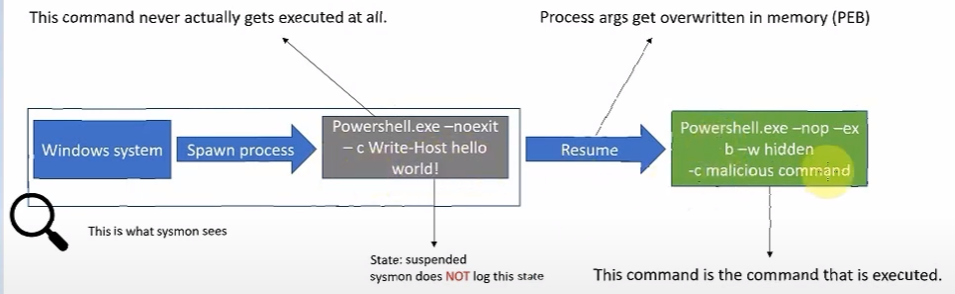 This command never actually gets executed at all.
Process args get overwritten in memory (PEB)
Windows system
Spawn process
Powershell.exe –noexit
– c Write-Host hello
world!
Resume
Powershell.exe –nop –ex
b –w hidden
-c malicious command
This is what sysmon sees
State: suspended
sysmon does NOT log this state
This command is the command that is executed.